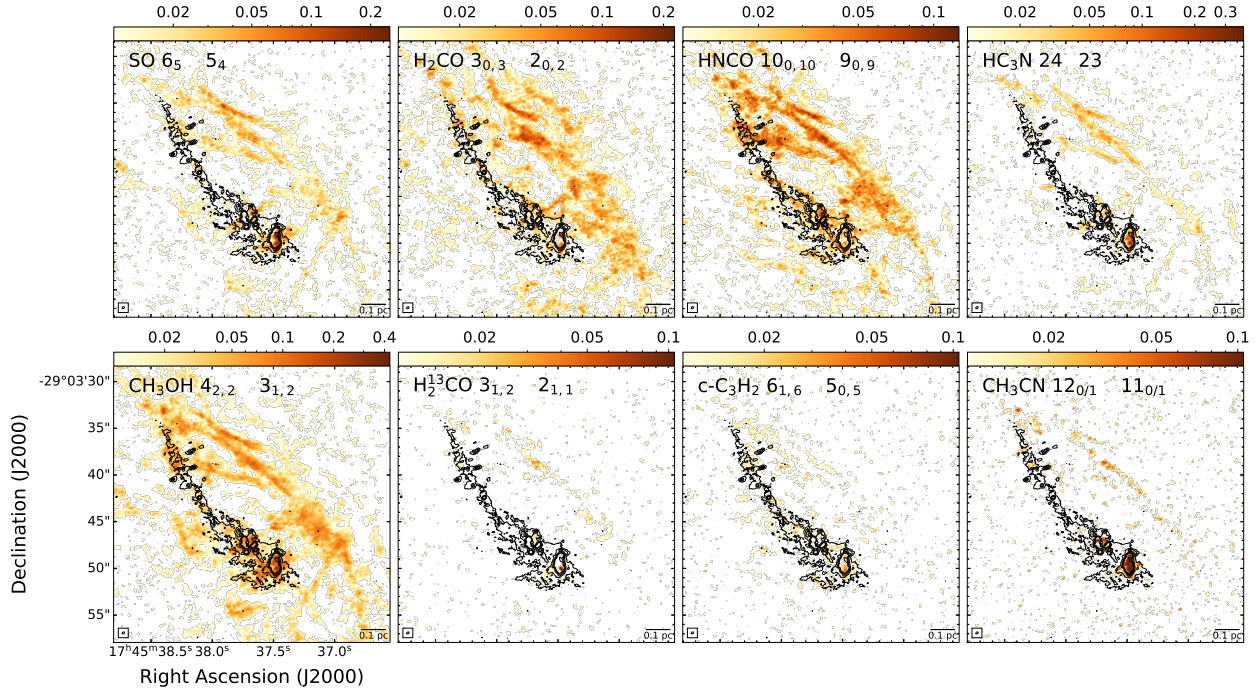 0.02 0.05 0.1 0.2
0.02 0.05 0.1 0.2
0.02 0.05 0.1
0.02 0.05 0.1 0.2 0.3
SO 6₅ 5₄
H₂CO 3₀,₃ 2₀,₂
HNCO 10₀,₁₀ 9₀,₉
HC₃N 24 23
0.1 pc
0.1 pc
0.1 pc
0.1 pc
0.02 0.05 0.1 0.2 0.4
0.02 0.05 0.1
0.02 0.05 0.1
0.02 0.05 0.1
CH₃OH 4₂,₂ 3₁,₂
H₂¹³CO 3₁,₂ 2₁,₁
c-C₃H₂ 6₁,₆ 5₀,₅
CH₃CN 12₀/₁ 11₀/₁
-29°03'30"
35"
40"
45"
50"
55"
Declination (J2000)
0.1 pc
0.1 pc
0.1 pc
0.1 pc
17ʰ45ᵐ38.5ˢ 38.0ˢ 37.5ˢ 37.0ˢ
Right Ascension (J2000)